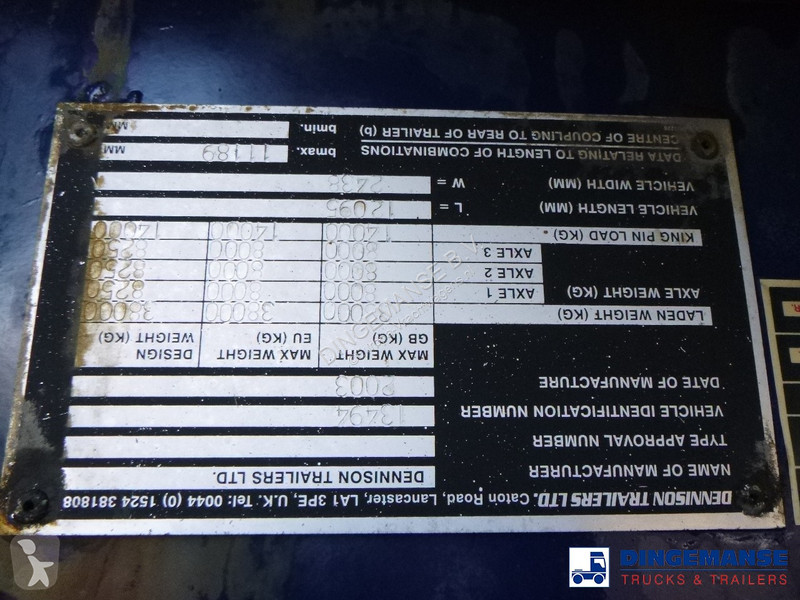 DENNISON TRAILERS LTD. Caton Road, Lancaster, LA1 3PE, U.K. Tel: 0044 (0) 1524 381808
NAME OF MANUFACTURER DENNISON TRAILERS LTD.
TYPE APPROVAL NUMBER
VEHICLE IDENTIFICATION NUMBER 13494
DATE OF MANUFACTURE
MAX WEIGHT GB (KG) MAX WEIGHT EU (KG) DESIGN WEIGHT (KG)
LADEN WEIGHT (KG) 38000 38000
AXLE WEIGHT (KG) AXLE 1 8000 8000 8250
AXLE 2 8000 8000 8250
AXLE 3 8000 8000 8250
KING PIN LOAD (KG) 14000 14000 14000
VEHICLE LENGTH (MM) L = 12095
VEHICLE WIDTH (MM) W = 2438
DATA RELATING TO LENGTH OF COMBINATIONS bmax. 11189 MM
CENTRE OF COUPLING TO REAR OF TRAILER (b) bmin. MM
DINGEMANSE B.V.
DINGEMANSE
TRUCKS & TRAILERS